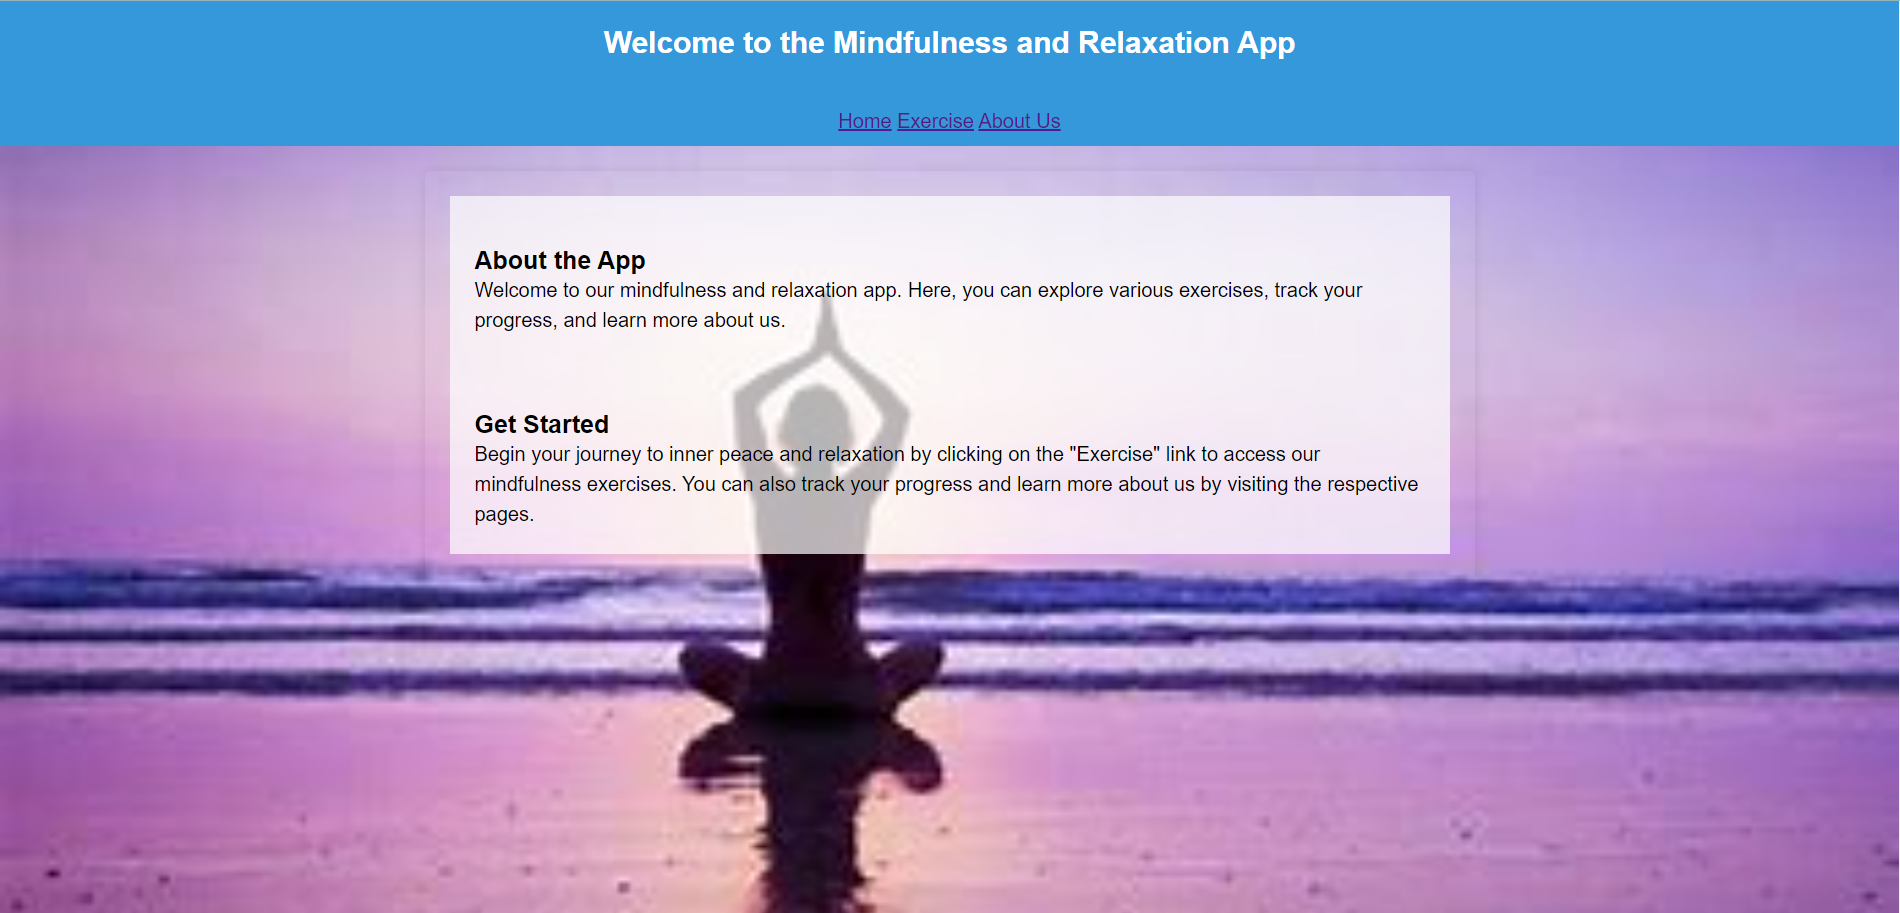 Welcome to the Mindfulness and Relaxation App
Home Exercise About Us
About the App
Welcome to our mindfulness and relaxation app. Here, you can explore various exercises, track your
progress, and learn more about us.
Get Started
Begin your journey to inner peace and relaxation by clicking on the "Exercise" link to access our
mindfulness exercises. You can also track your progress and learn more about us by visiting the respective
pages.